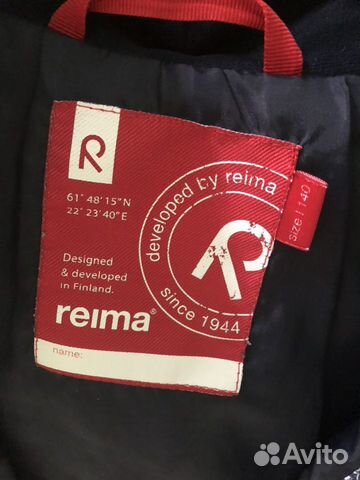 R
61° 48' 15"N
22° 23' 40"E
Designed
& developed
in Finland.
reima®
name:
developed by reima
R
since 1944
size | 140
Avito